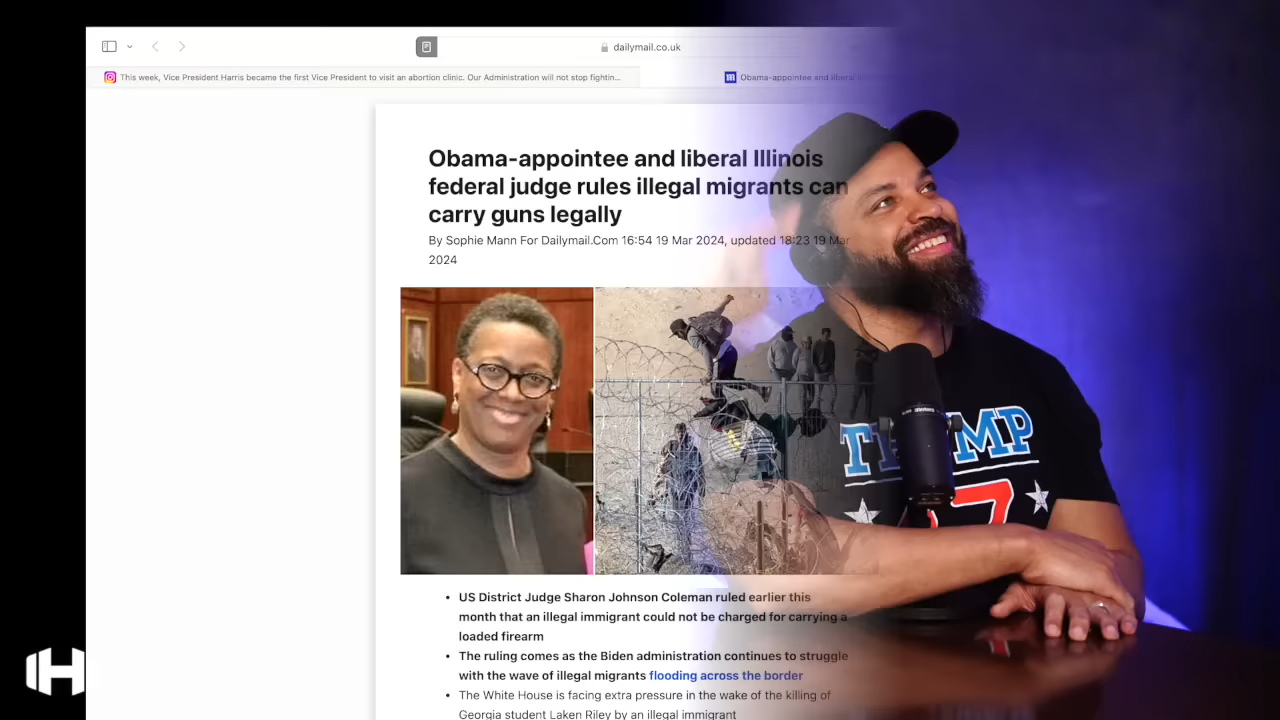 dailymail.co.uk
This week, Vice President Harris became the first Vice President to visit an abortion clinic. Our Administration will not stop fightin...
Obama-appointee and liberal
Obama-appointee and liberal Illinois
federal judge rules illegal migrants can
carry guns legally
By Sophie Mann For Dailymail.Com 16:54 19 Mar 2024, updated 18:23 19 Mar
2024
TRUMP
US District Judge Sharon Johnson Coleman ruled earlier this
month that an illegal immigrant could not be charged for carrying a
loaded firearm
The ruling comes as the Biden administration continues to struggle
with the wave of illegal migrants flooding across the border
The White House is facing extra pressure in the wake of the killing of
Georgia student Laken Riley by an illegal immigrant
H